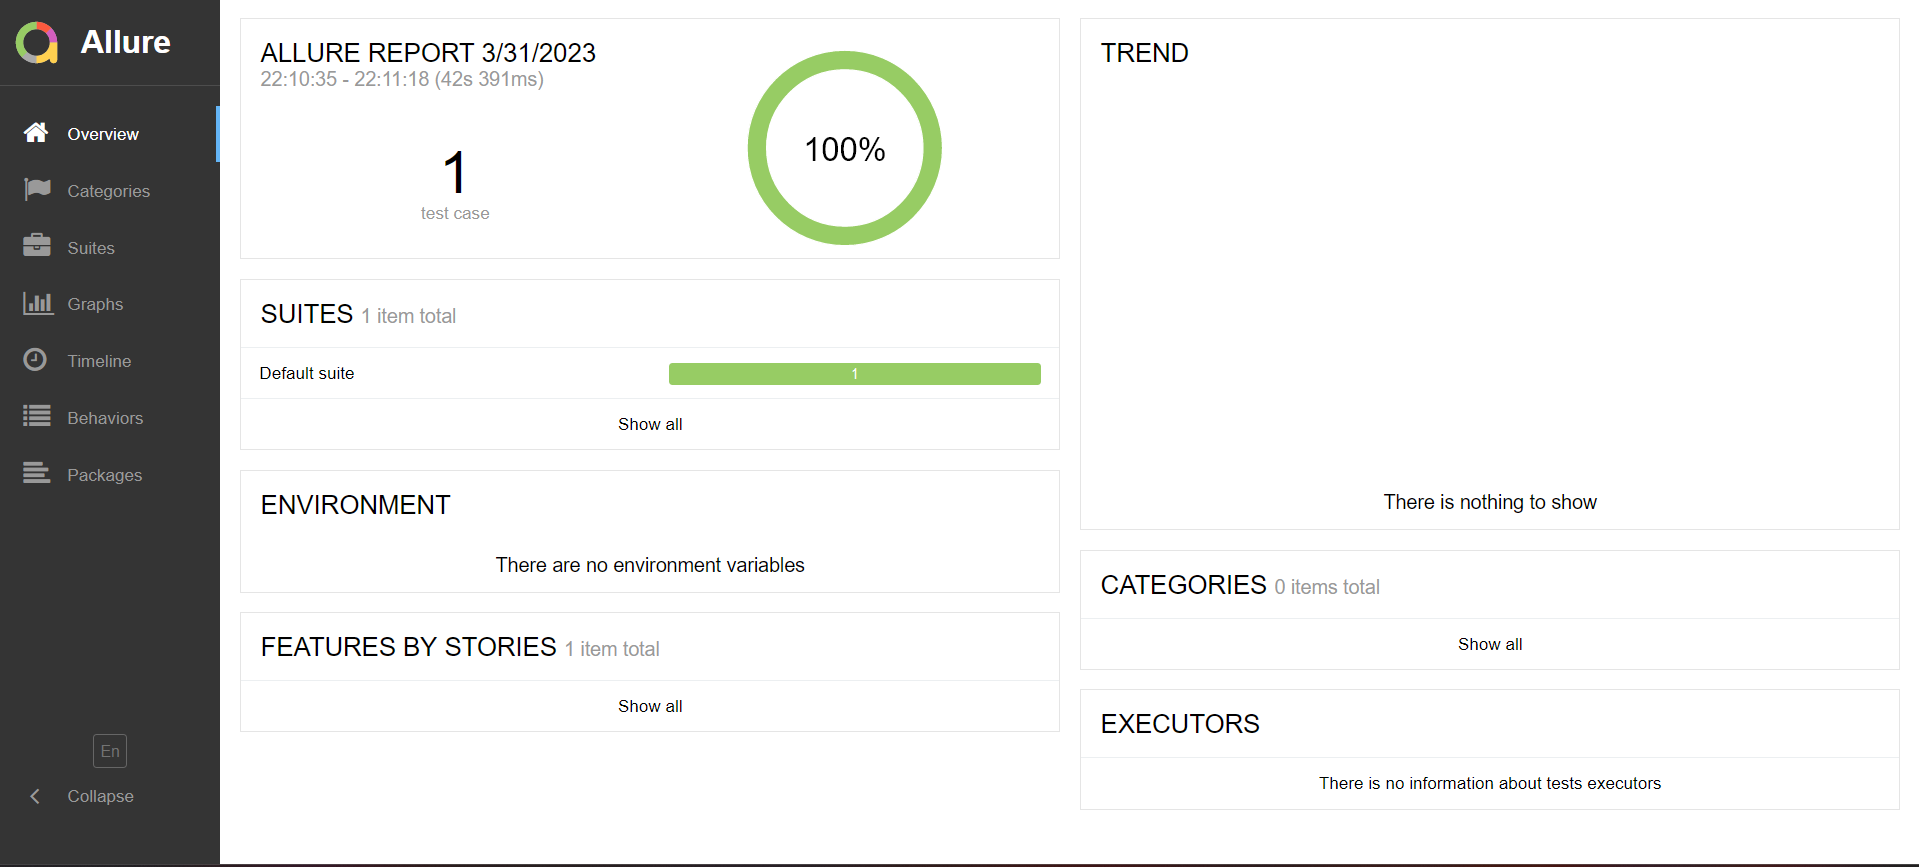 Allure
Overview
Categories
Suites
Graphs
Timeline
Behaviors
Packages
En
Collapse
ALLURE REPORT 3/31/2023
22:10:35 - 22:11:18 (42s 391ms)
1
test case
100%
SUITES 1 item total
Default suite 1
Show all
ENVIRONMENT
There are no environment variables
FEATURES BY STORIES 1 item total
Show all
TREND
There is nothing to show
CATEGORIES 0 items total
Show all
EXECUTORS
There is no information about tests executors